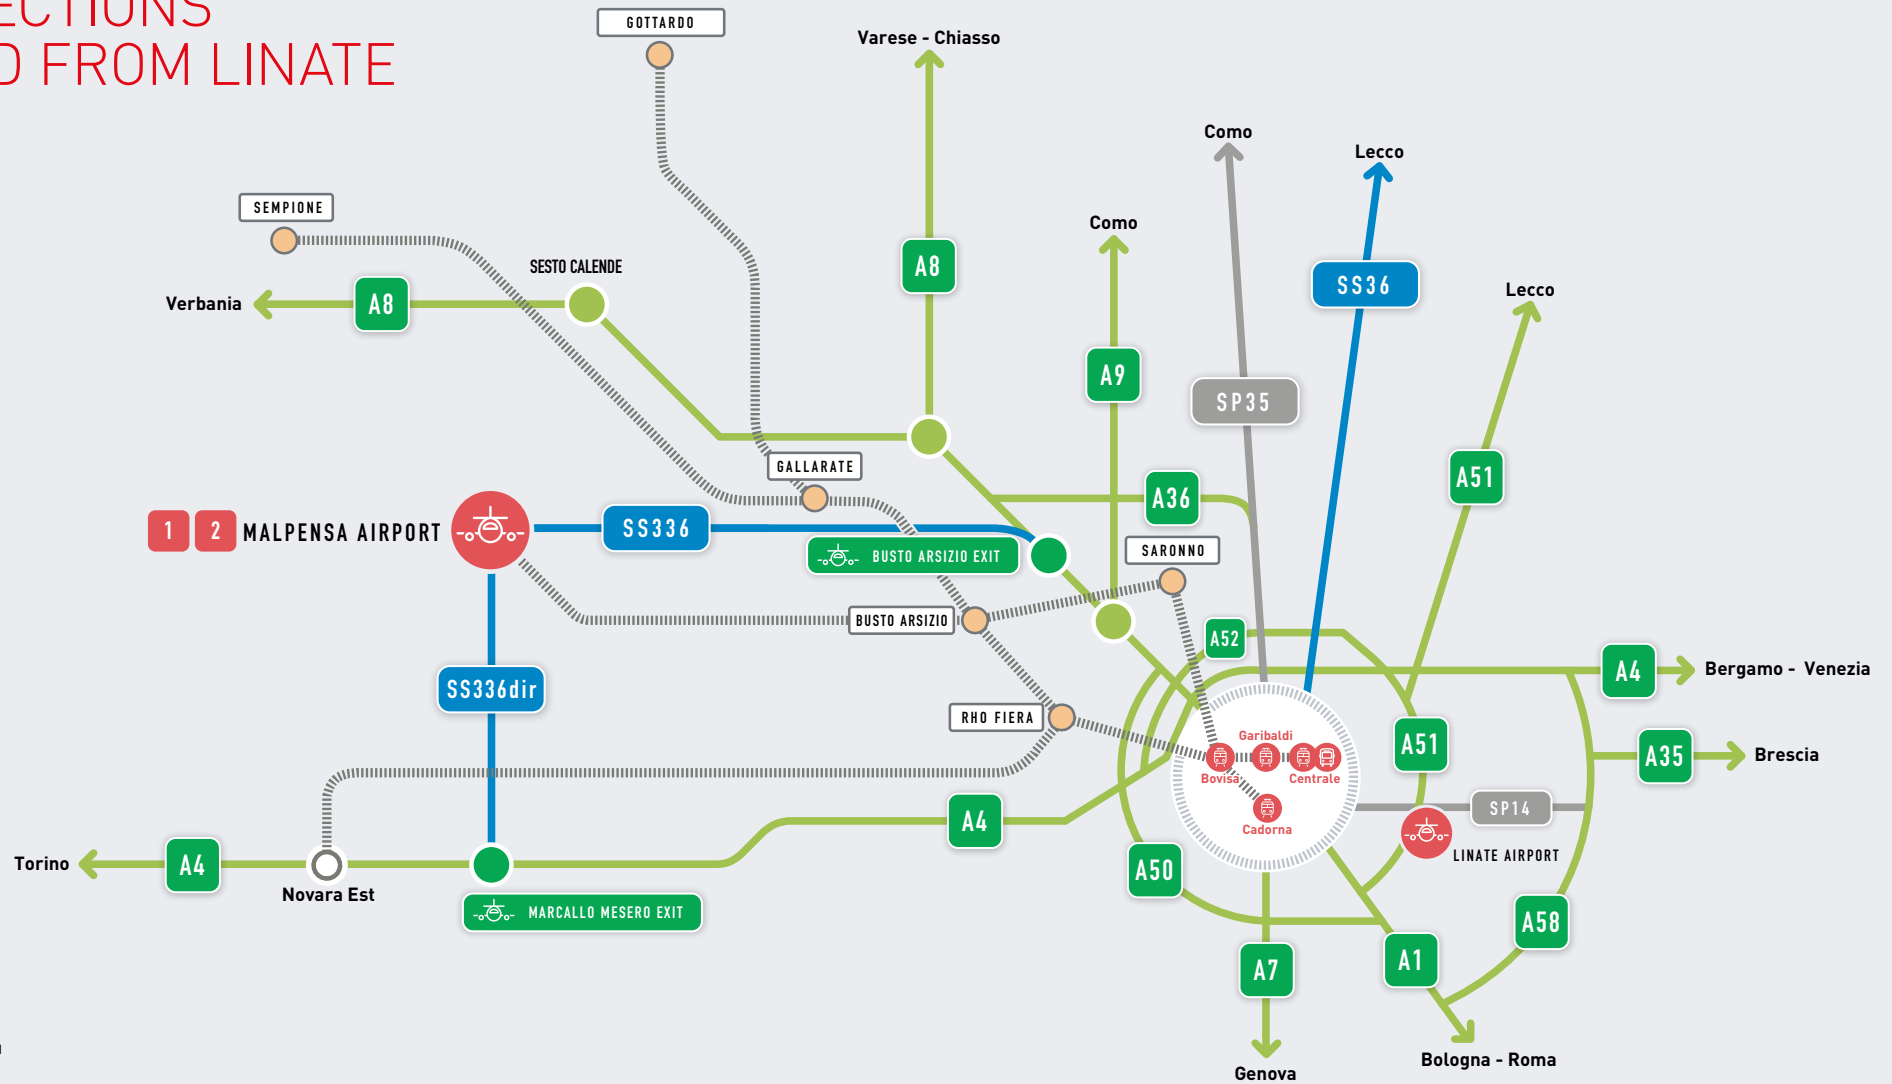 ECTIONS
D FROM LINATE
GOTTARDO
Varese - Chiasso
Como
Lecco
SEMPIONE
Como
SESTO CALENDE
A8
SS36
Verbania
A8
Lecco
A9
SP35
GALLARATE
A51
A36
1 2 MALPENSA AIRPORT
SS336
BUSTO ARSIZIO EXIT
SARONNO
BUSTO ARSIZIO
A52
A4
Bergamo - Venezia
SS336dir
RHO FIERA
Garibaldi
A51
A35
Brescia
Bovisa
Centrale
SP14
A4
Cadorna
LINATE AIRPORT
Torino
A4
A50
Novara Est
MARCALLO MESERO EXIT
A58
A7
A1
Bologna - Roma
Genova